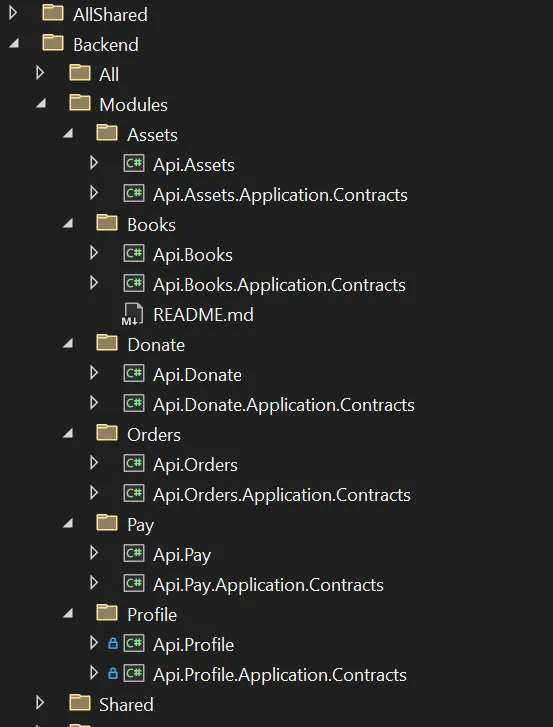 AllShared
Backend
All
Modules
Assets
C# Api.Assets
C# Api.Assets.Application.Contracts
Books
C# Api.Books
C# Api.Books.Application.Contracts
M↓ README.md
Donate
C# Api.Donate
C# Api.Donate.Application.Contracts
Orders
C# Api.Orders
C# Api.Orders.Application.Contracts
Pay
C# Api.Pay
C# Api.Pay.Application.Contracts
Profile
C# Api.Profile
C# Api.Profile.Application.Contracts
Shared